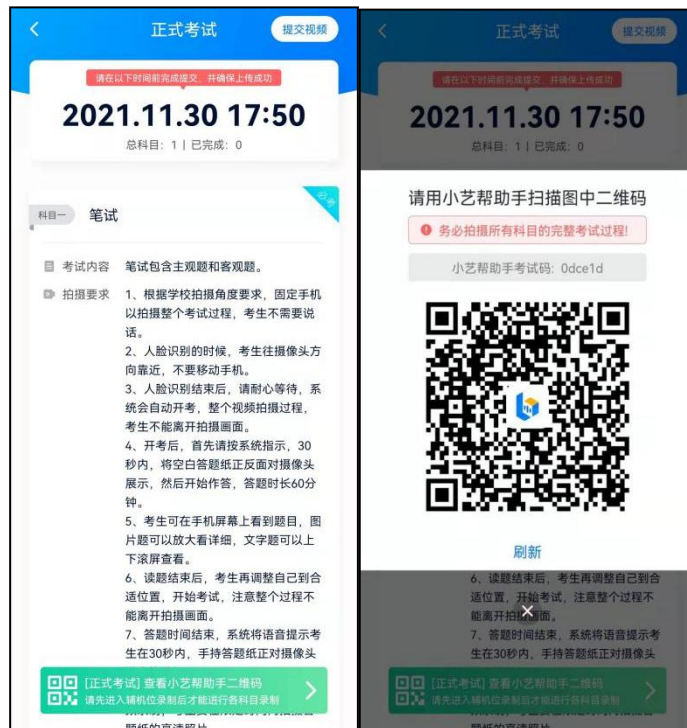 正式考试
提交视频
请在以下时间前完成提交，并确保上传成功
2021.11.30 17:50
总科目：1 | 已完成：0
必考
科目一
笔试
考试内容
笔试包含主观题和客观题。
拍摄要求
1、根据学校拍摄角度要求，固定手机
以拍摄整个考试过程，考生不需要说
话。
2、人脸识别的时候，考生往摄像头方
向靠近，不要移动手机。
3、人脸识别结束后，请耐心等待，系
统会自动开考，整个视频拍摄过程，
考生不能离开拍摄画面。
4、开考后，首先请按系统指示，30
秒内，将空白答题纸正反面对摄像头
展示，然后开始作答，答题时长60分
钟。
5、考生可在手机屏幕上看到题目，图
片题可以放大看详细，文字题可以上
下滚屏查看。
6、读题结束后，考生再调整自己到合
适位置，开始考试，注意整个过程不
能离开拍摄画面。
7、答题时间结束，系统将语音提示考
生在30秒内，手持答题纸正对摄像头
[正式考试] 查看小艺帮助手二维码
请先进入辅机位录制后才能进行各科目录制
题纸的高清照片
正式考试
提交视频
请在以下时间前完成提交，并确保上传成功
2021.11.30 17:50
总科目：1 | 已完成：0
请用小艺帮助手扫描图中二维码
务必拍摄所有科目的完整考试过程!
小艺帮助手考试码：0dce1d
刷新
6、读题结束后，考生再调整自己到合
适位置，开始考试，注意整个过程不
能离开拍摄画面。
7、答题时间结束，系统将语音提示考
生在30秒内，手持答题纸正对摄像头
[正式考试] 查看小艺帮助手二维码
请先进入辅机位录制后才能进行各科目录制
题纸的高清照片